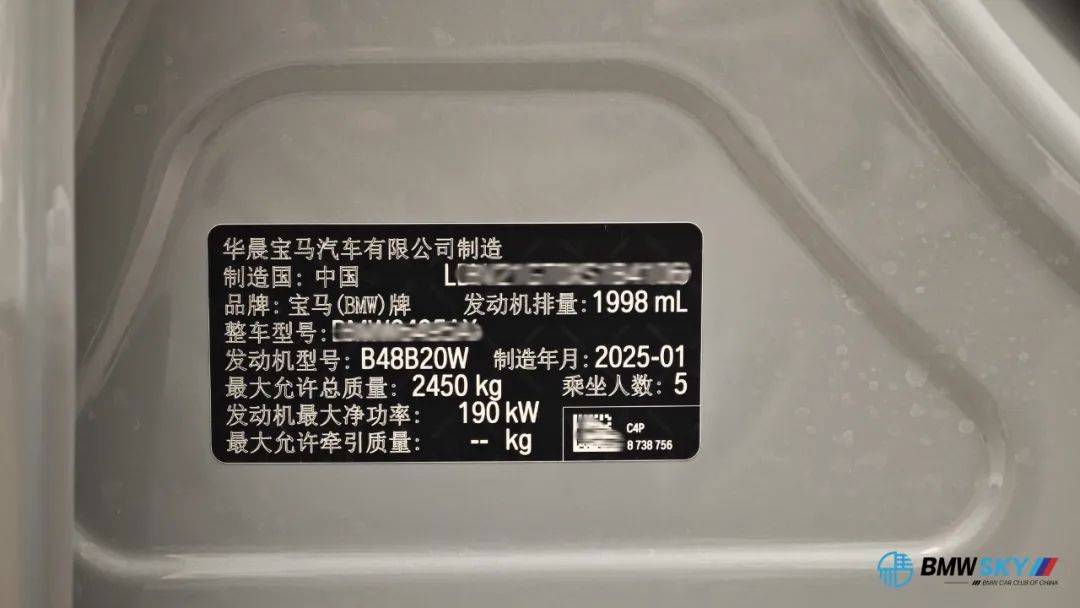 华晨宝马汽车有限公司制造
制造国：中国
品牌：宝马(BMW)牌 发动机排量：1998 mL
整车型号：
发动机型号：B48B20W 制造年月：2025-01
最大允许总质量：2450 kg 乘坐人数：5
发动机最大净功率： 190 kW
最大允许牵引质量： -- kg
C4P
8 738 756
BMWSKY
BMW CAR CLUB OF CHINA